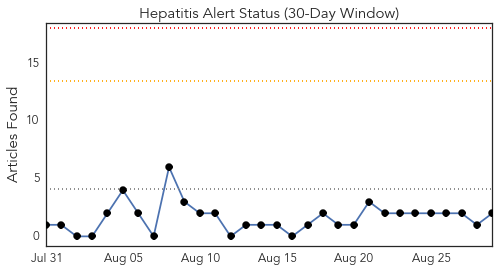 Hepatitis Alert Status (30-Day Window)
Articles Found
15
10
5
0
Jul 31 Aug 05 Aug 10 Aug 15 Aug 20 Aug 25